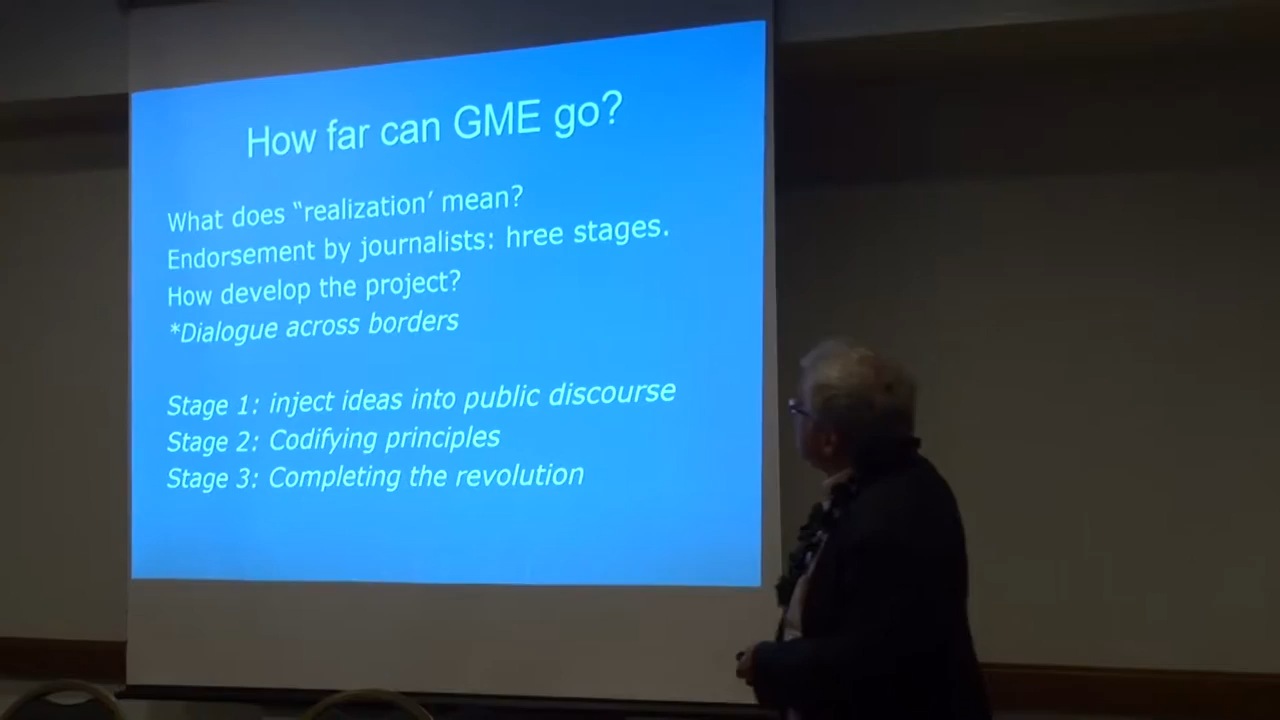 How far can GME go?
What does “realization’ mean?
Endorsement by journalists: hree stages.
How develop the project?
*Dialogue across borders
Stage 1: inject ideas into public discourse
Stage 2: Codifying principles
Stage 3: Completing the revolution